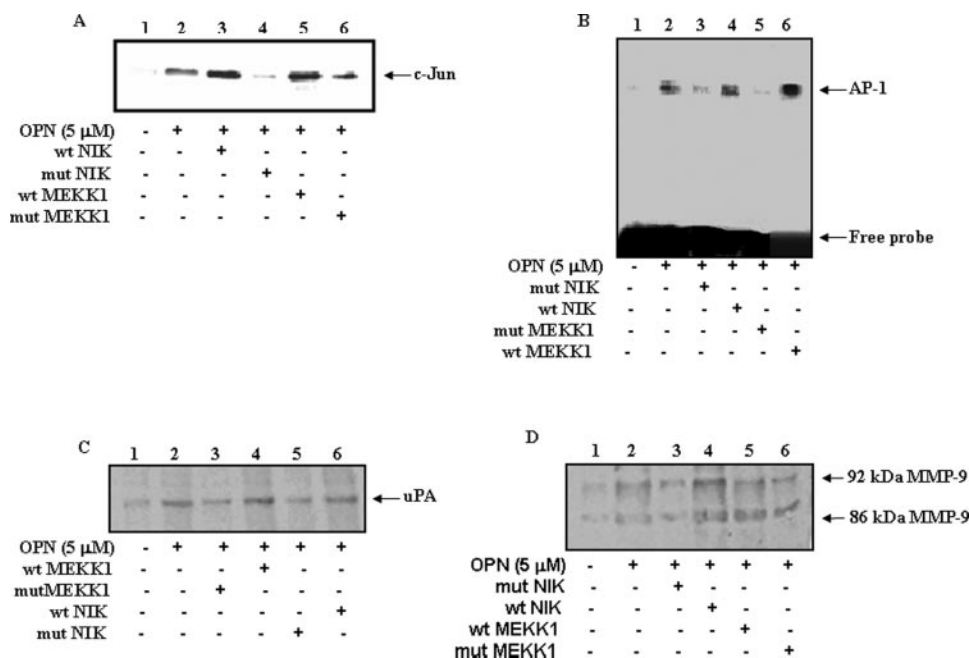 A
1 2 3 4 5 6
c-Jun
OPN (5 μM) - + + + + +
wt NIK - - + - - -
mut NIK - - - + - -
wt MEKK1 - - - - + -
mut MEKK1 - - - - - +
B
1 2 3 4 5 6
AP-1
Free probe
OPN (5 μM) - + + + + +
mut NIK - - + - - -
wt NIK - - - + - -
mut MEKK1 - - - - + -
wt MEKK1 - - - - - +
C
1 2 3 4 5 6
uPA
OPN (5 μM) - + + + + +
wt MEKK1 - - - + - -
mutMEKK1 - - + - - -
wt NIK - - - - - +
mut NIK - - - - + -
D
1 2 3 4 5 6
92 kDa MMP-9
86 kDa MMP-9
OPN (5 μM) - + + + + +
mut NIK - - + - - -
wt NIK - - - + - -
wt MEKK1 - - - - + -
mut MEKK1 - - - - - +